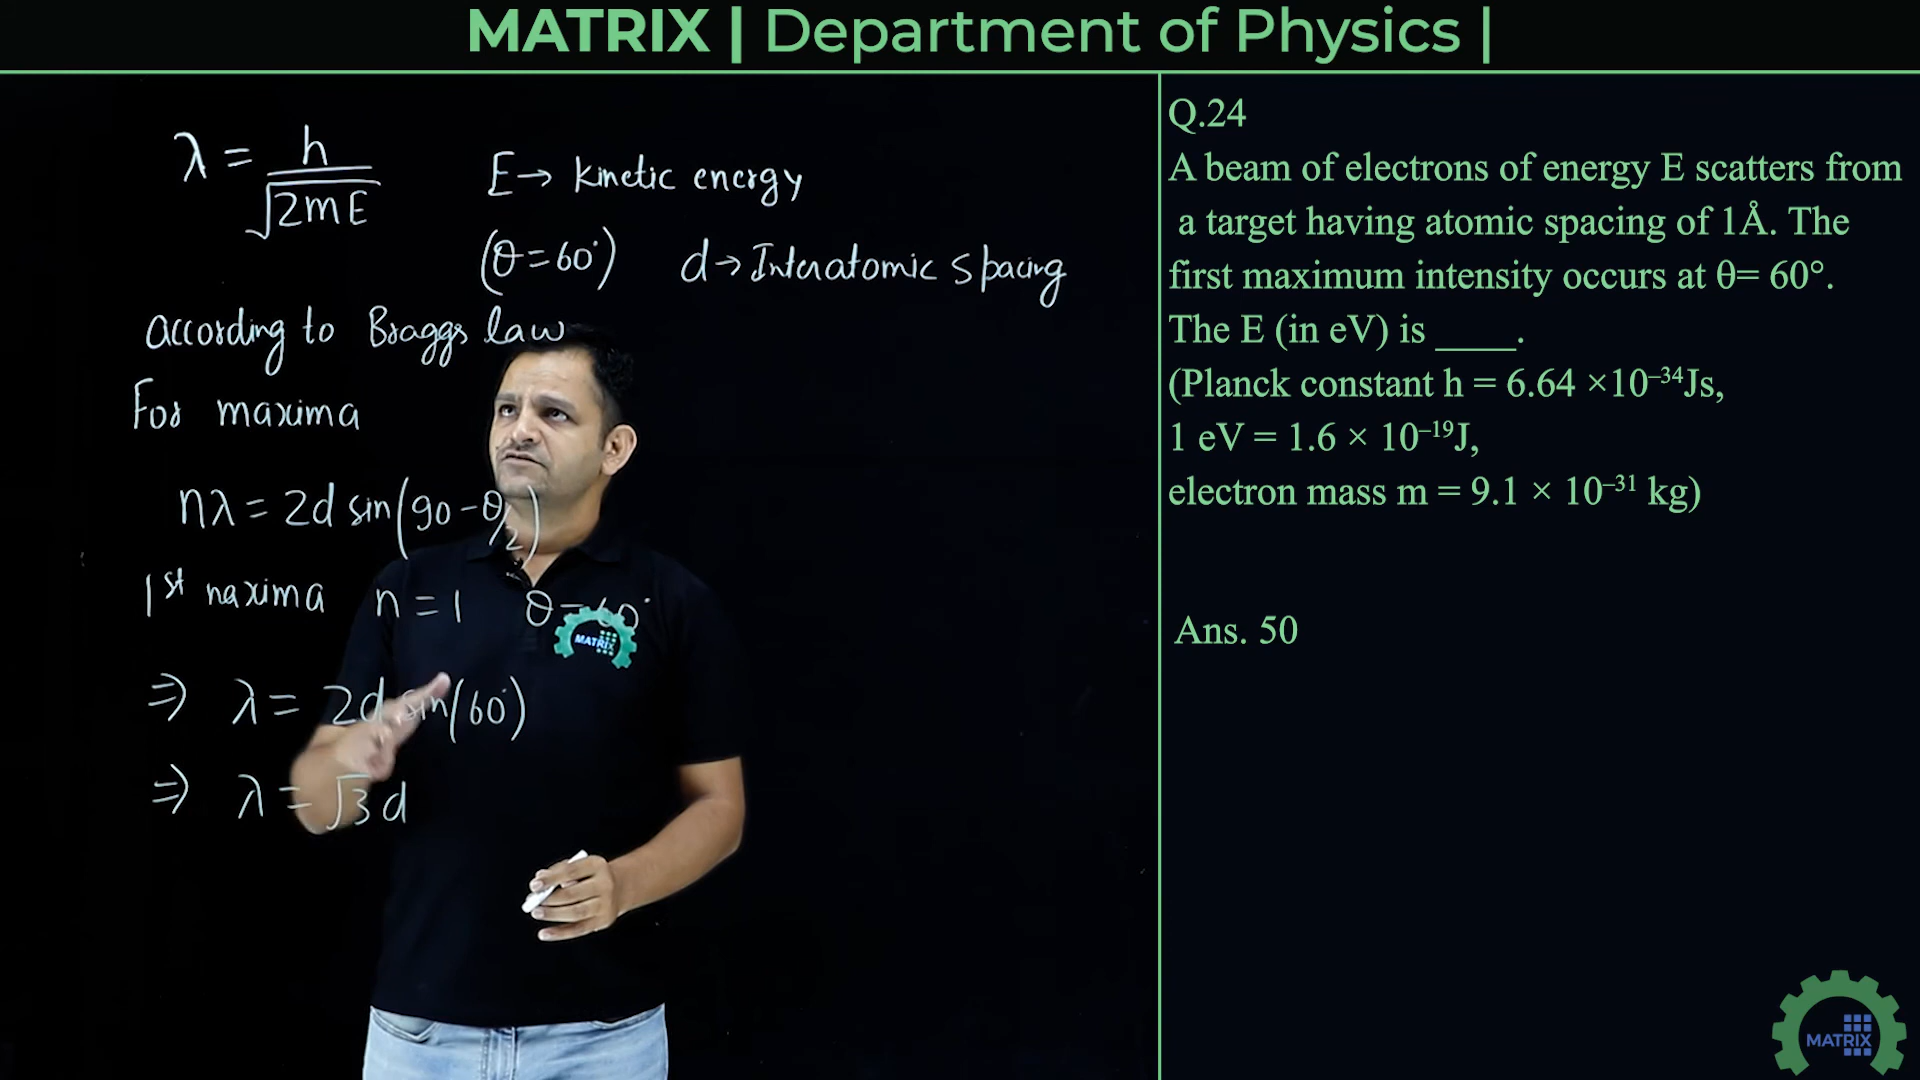 MATRIX | Department of Physics |
λ = h/√2mE
E → Kinetic energy
(θ = 60°) d → Interatomic Spacing
According to Braggs law
For maxima
nλ = 2d sin(90 - θ/2)
1st maxima n = 1 θ = 60°
⇒ λ = 2d sin(60°)
⇒ λ = √3 d
MATRIX
Q.24
A beam of electrons of energy E scatters from
a target having atomic spacing of 1Å. The
first maximum intensity occurs at θ= 60°.
The E (in eV) is ____.
(Planck constant h = 6.64 ×10⁻³⁴Js,
1 eV = 1.6 × 10⁻¹⁹J,
electron mass m = 9.1 × 10⁻³¹ kg)
Ans. 50
MATRIX